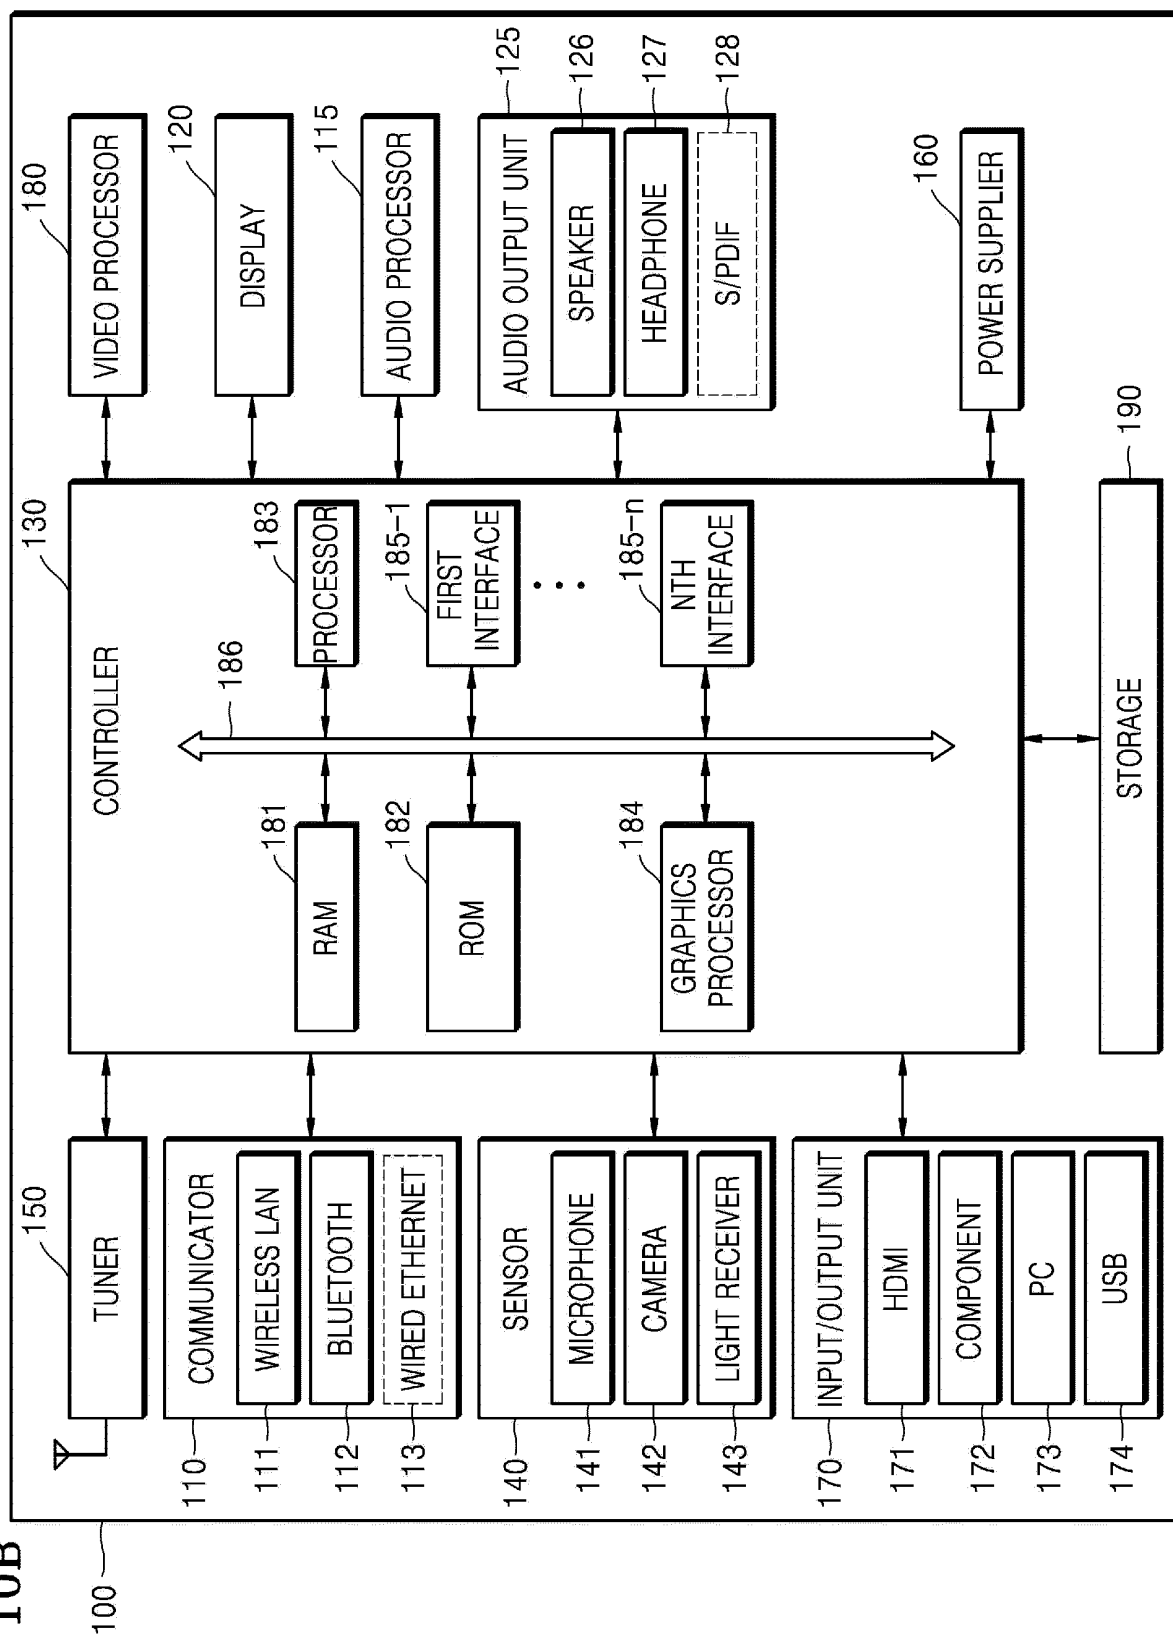 10B
100
150
TUNER
110
COMMUNICATOR
111
WIRELESS LAN
112
BLUETOOTH
113
WIRED ETHERNET
140
SENSOR
141
MICROPHONE
142
CAMERA
143
LIGHT RECEIVER
170
INPUT/OUTPUT UNIT
171
HDMI
172
COMPONENT
173
PC
174
USB
130
CONTROLLER
181
RAM
182
ROM
184
GRAPHICS
PROCESSOR
186
183
PROCESSOR
185-1
FIRST
INTERFACE
...
185-n
NTH
INTERFACE
190
STORAGE
180
VIDEO PROCESSOR
120
DISPLAY
115
AUDIO PROCESSOR
125
AUDIO OUTPUT UNIT
126
SPEAKER
127
HEADPHONE
128
S/PDIF
160
POWER SUPPLIER